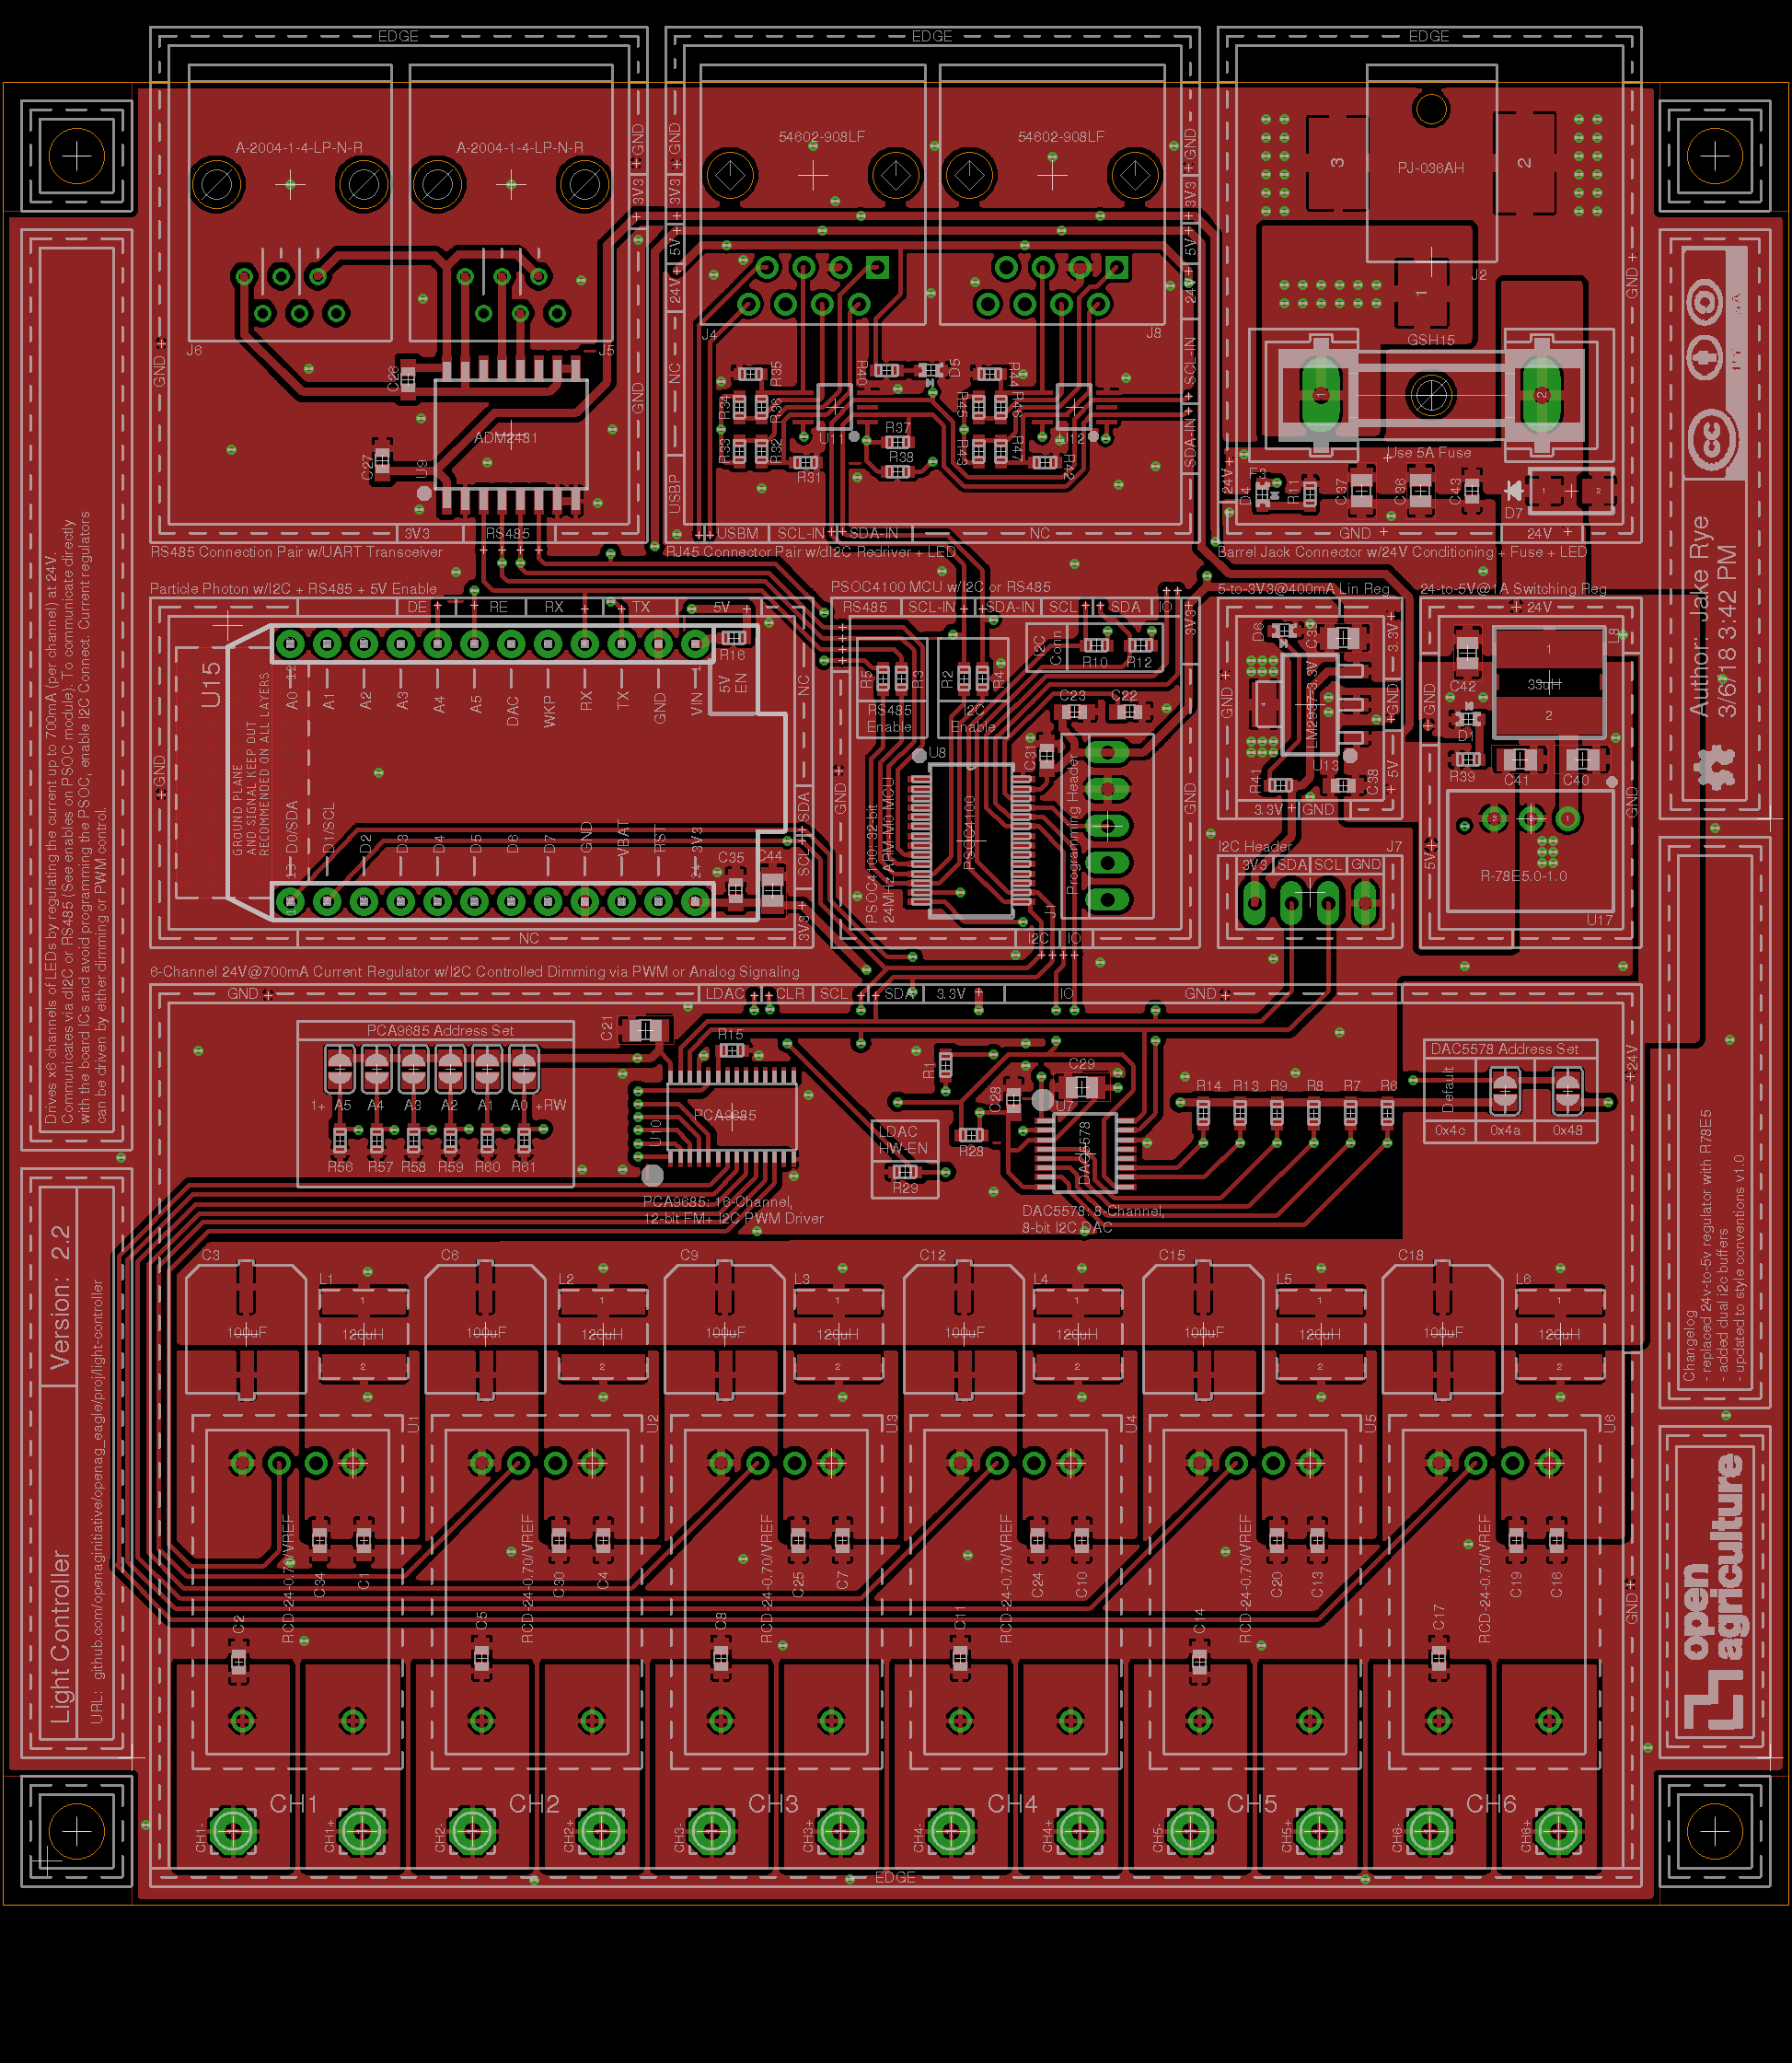 EDGE
EDGE
EDGE
A-2004-1-4-LP-N-R
A-2004-1-4-LP-N-R
54602-908LF
54602-908LF
PJ-036AH
3
2
1
J2
GND
GND
GND
3V3
3V3
3V3
5V
5V
24V
24V
GND
J6
J5
J4
J8
GSH15
1
2
C26
C27
ADM2481
U9
GND
GND
NC
USBP
R35
R34
R36
R33
R32
R31
R40
D5
U11
R37
R38
R44
R45
R46
R43
R47
R42
U12
SCL-IN
SDA-IN
Use 5A Fuse
F3
24V
D4
R11
C37
C36
C43
D7
3V3
RS485
USBM
SCL-IN
SDA-IN
NC
GND
24V
RS485 Connection Pair w/UART Transceiver
RJ45 Connector Pair w/dI2C Redriver + LED
Barrel Jack Connector w/24V Conditioning + Fuse + LED
Particle Photon w/I2C + RS485 + 5V Enable
PSOC4100 MCU w/I2C or RS485
5-to-3V3@400mA Lin Reg
24-to-5V@1A Switching Reg
DE
RE
RX
TX
5V
RS485
SCL-IN
SDA-IN
SCL
SDA
IO
24V
U15
A0
A1
A2
A3
A4
A5
DAC
WKP
RX
TX
GND
VIN
R16
5V
EN
NC
GROUND PLANE
AND SIGNAL KEEP OUT
RECOMMENDED ON ALL LAYERS
D0/SDA
D1/SCL
D2
D3
D4
D5
D6
D7
GND
VBAT
RST
3V3
C35
C44
SCL
SDA
3V3
GND
NC
R5
R3
R2
R4
RS485
Enable
I2C
Enable
I2C
Conn
R10
R12
C23
C22
C31
U8
PSOC4100
PSOC4100: 32-bit
24MHz ARM-M0 MCU
Programming Header
J1
I2C
IO
GND
GND
3V3
D6
LM2937-3.3V
U13
R41
C38
3.3V
GND
GND
3.3V
GND
5V
I2C Header
J7
3V3
SDA
SCL
GND
C42
L8
33uH
1
2
R39
C41
C40
GND
5V
GND
R-78E5.0-1.0
U17
6-Channel 24V@700mA Current Regulator w/I2C Controlled Dimming via PWM or Analog Signaling
GND
LDAC
CLR
SCL
SDA
3.3V
IO
GND
24V
PCA9685 Address Set
1+
A5
A4
A3
A2
A1
A0
+RW
R56
R57
R58
R59
R60
R61
C21
R15
PCA9685
U10
PCA9685: 16-Channel,
12-bit FM+ I2C PWM Driver
R1
C28
C29
U7
R28
LDAC
HW-EN
R29
DAC5578
DAC5578: 8-Channel,
8-bit I2C DAC
R14
R13
R9
R8
R7
R6
DAC5578 Address Set
Default
0x4c
0x4a
0x48
C3
L1
C6
L2
C9
L3
C12
L4
C15
L5
C18
L6
100uF
120uH
100uF
120uH
100uF
120uH
100uF
120uH
100uF
120uH
100uF
120uH
U1
U2
U3
U4
U5
U6
RCD-24-0.70/VREF
RCD-24-0.70/VREF
RCD-24-0.70/VREF
RCD-24-0.70/VREF
RCD-24-0.70/VREF
RCD-24-0.70/VREF
C34
C1
C30
C4
C25
C7
C24
C10
C20
C13
C19
C16
C2
C5
C8
C11
C14
C17
GND
CH1
CH2
CH3
CH4
CH5
CH6
CH1-
CH1+
CH2-
CH2+
CH3-
CH3+
CH4-
CH4+
CH5-
CH5+
CH6-
CH6+
EDGE
Drives x6 channels of LEDs by regulating the current up to 700mA (per channel) at 24V.
Communicates via dI2C or RS485 (See enables on PSOC module). To communicate directly
with the board ICs and avoid programming the PSOC, enable I2C Connect. Current regulators
can be driven by either dimming or PWM control.
Light Controller
Version: 2.2
URL: github.com/openaginitiative/openag_eagle/proj/light-controller
cc
Author: Jake Rye
3/6/18 3:42 PM
Changelog
- replaced 24v-to-5v regulator with R78E5
- added dual i2c buffers
- updated to style conventions v1.0
open
agriculture